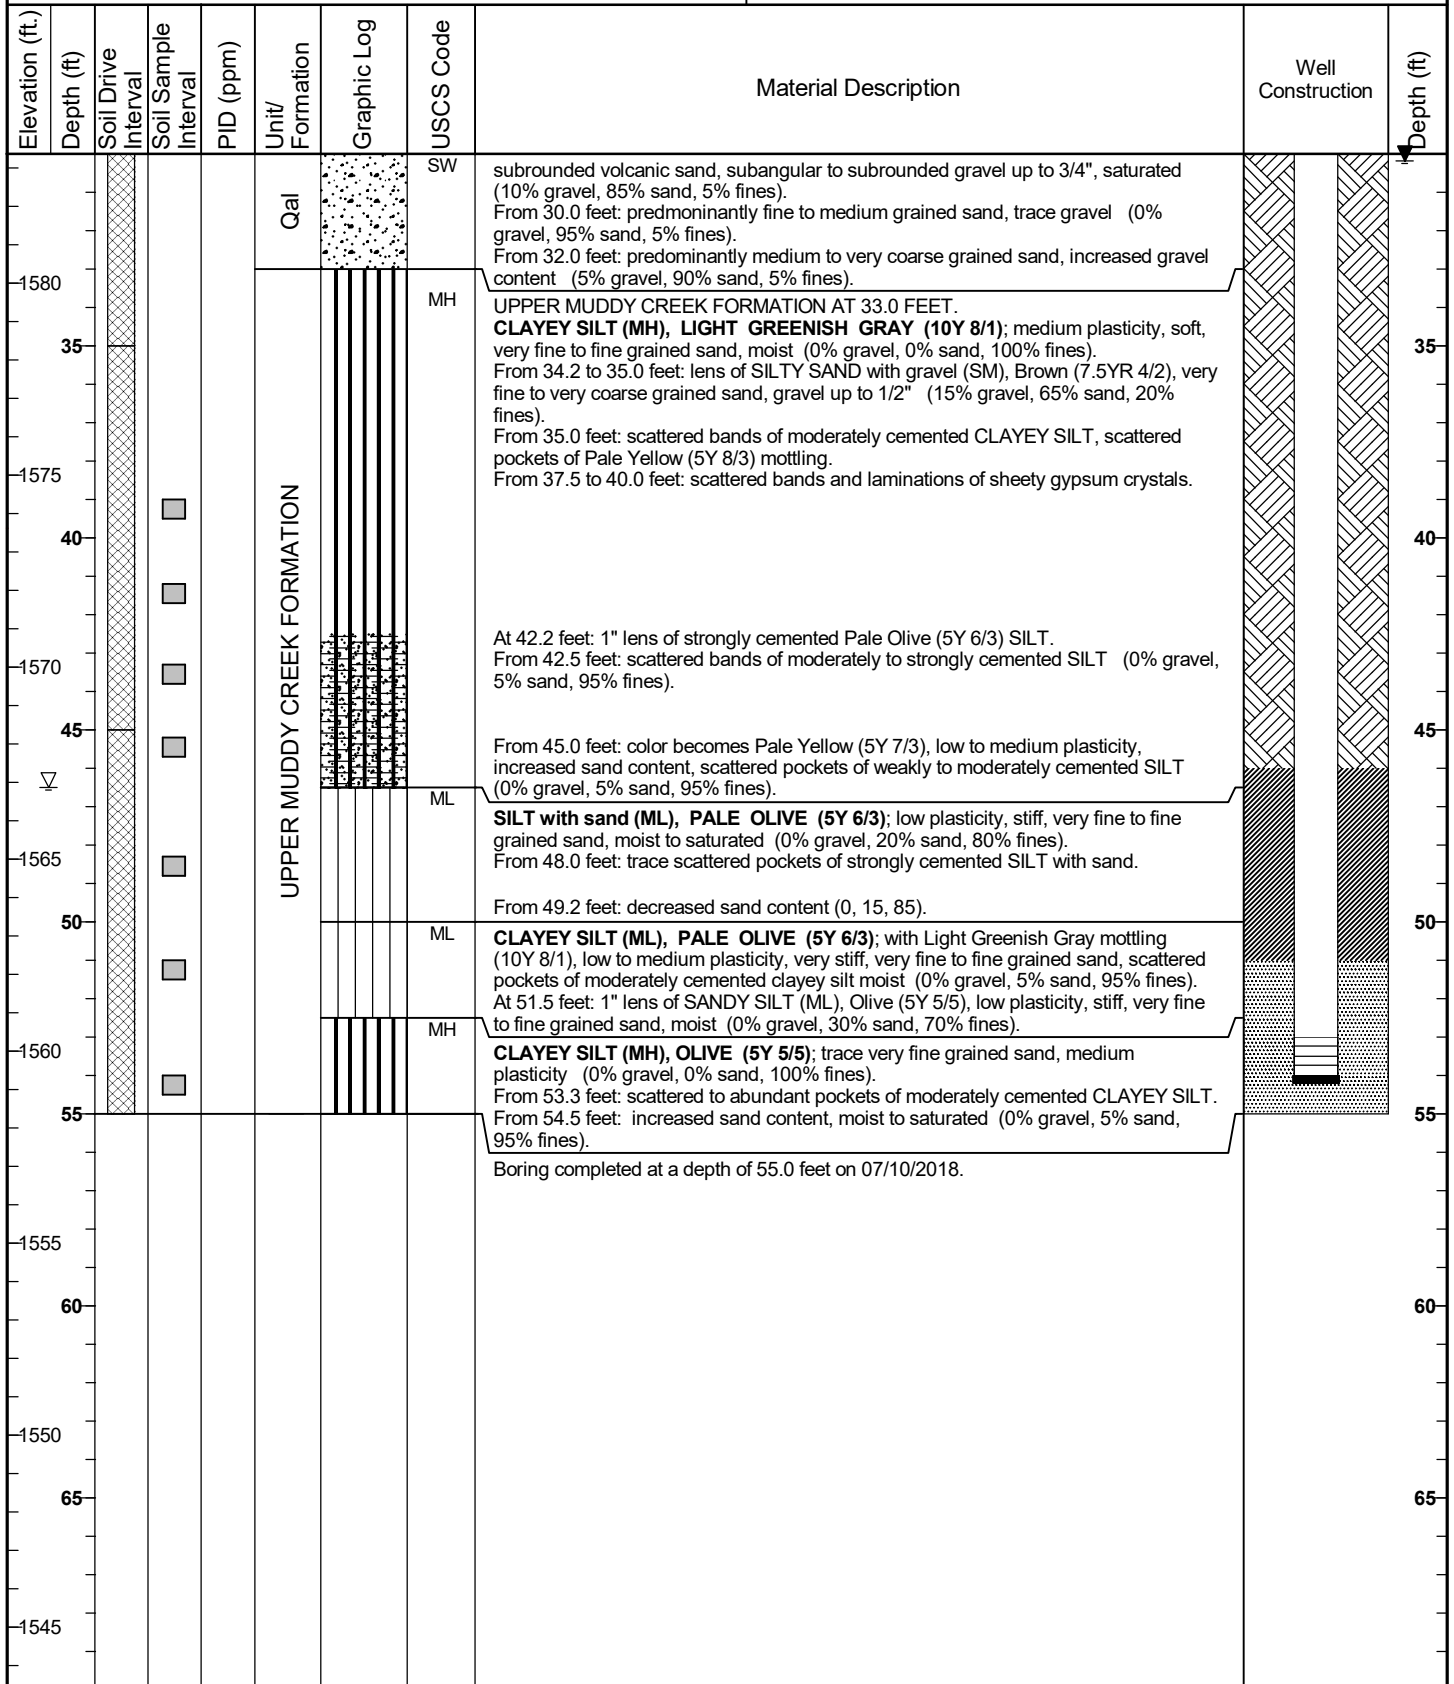 Elevation (ft.)
Depth (ft)
Soil Drive
Interval
Soil Sample
Interval
PID (ppm)
Unit/
Formation
Graphic Log
USCS Code
Material Description
Well
Construction
Depth (ft)
Qal
SW
subrounded volcanic sand, subangular to subrounded gravel up to 3/4", saturated
(10% gravel, 85% sand, 5% fines).
From 30.0 feet: predmoninantly fine to medium grained sand, trace gravel (0%
gravel, 95% sand, 5% fines).
From 32.0 feet: predominantly medium to very coarse grained sand, increased gravel
content (5% gravel, 90% sand, 5% fines).
1580
MH
UPPER MUDDY CREEK FORMATION AT 33.0 FEET.
CLAYEY SILT (MH), LIGHT GREENISH GRAY (10Y 8/1); medium plasticity, soft,
35
very fine to fine grained sand, moist (0% gravel, 0% sand, 100% fines).
35
From 34.2 to 35.0 feet: lens of SILTY SAND with gravel (SM), Brown (7.5YR 4/2), very
fine to very coarse grained sand, gravel up to 1/2" (15% gravel, 65% sand, 20%
fines).
From 35.0 feet: scattered bands of moderately cemented CLAYEY SILT, scattered
pockets of Pale Yellow (5Y 8/3) mottling.
1575
From 37.5 to 40.0 feet: scattered bands and laminations of sheety gypsum crystals.
40
40
UPPER MUDDY CREEK FORMATION
At 42.2 feet: 1" lens of strongly cemented Pale Olive (5Y 6/3) SILT.
1570
From 42.5 feet: scattered bands of moderately to strongly cemented SILT (0% gravel,
5% sand, 95% fines).
45
45
From 45.0 feet: color becomes Pale Yellow (5Y 7/3), low to medium plasticity,
increased sand content, scattered pockets of weakly to moderately cemented SILT
(0% gravel, 5% sand, 95% fines).
ML
SILT with sand (ML), PALE OLIVE (5Y 6/3); low plasticity, stiff, very fine to fine
grained sand, moist to saturated (0% gravel, 20% sand, 80% fines).
1565
From 48.0 feet: trace scattered pockets of strongly cemented SILT with sand.
From 49.2 feet: decreased sand content (0, 15, 85).
50
50
ML
CLAYEY SILT (ML), PALE OLIVE (5Y 6/3); with Light Greenish Gray mottling
(10Y 8/1), low to medium plasticity, very stiff, very fine to fine grained sand, scattered
pockets of moderately cemented clayey silt moist (0% gravel, 5% sand, 95% fines).
At 51.5 feet: 1" lens of SANDY SILT (ML), Olive (5Y 5/5), low plasticity, stiff, very fine
to fine grained sand, moist (0% gravel, 30% sand, 70% fines).
MH
1560
CLAYEY SILT (MH), OLIVE (5Y 5/5); trace very fine grained sand, medium
plasticity (0% gravel, 0% sand, 100% fines).
From 53.3 feet: scattered to abundant pockets of moderately cemented CLAYEY SILT.
55
From 54.5 feet: increased sand content, moist to saturated (0% gravel, 5% sand,
55
95% fines).
Boring completed at a depth of 55.0 feet on 07/10/2018.
1555
60
60
1550
65
65
1545